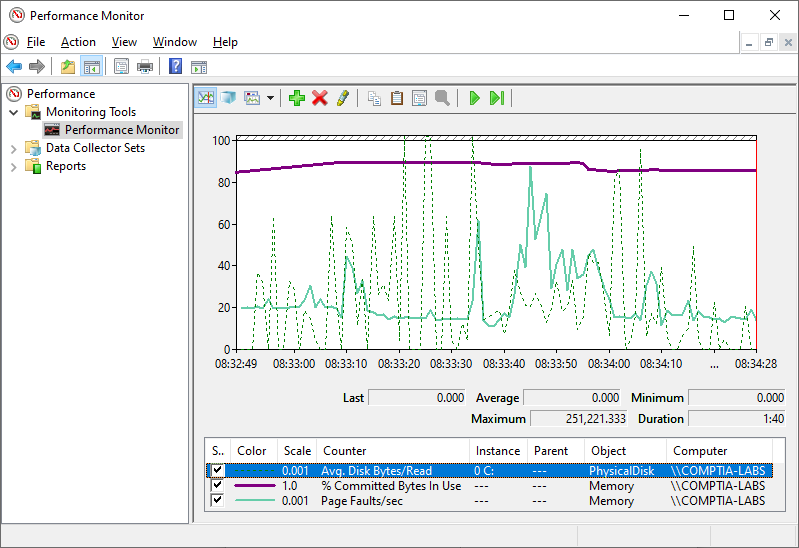 Performance Monitor
File Action View Window Help
Performance
Monitoring Tools
Performance Monitor
Data Collector Sets
Reports
100
80
60
40
20
0
08:32:49 08:33:00 08:33:10 08:33:20 08:33:30 08:33:40 08:33:50 08:34:00 08:34:10 ... 08:34:28
Last 0.000 Average 0.000 Minimum 0.000
Maximum 251,221.333 Duration 1:40
S.. Color Scale Counter Instance Parent Object Computer
0.001 Avg. Disk Bytes/Read 0 C: --- PhysicalDisk \\COMPTIA-LABS
1.0 % Committed Bytes In Use --- --- Memory \\COMPTIA-LABS
0.001 Page Faults/sec --- --- Memory \\COMPTIA-LABS